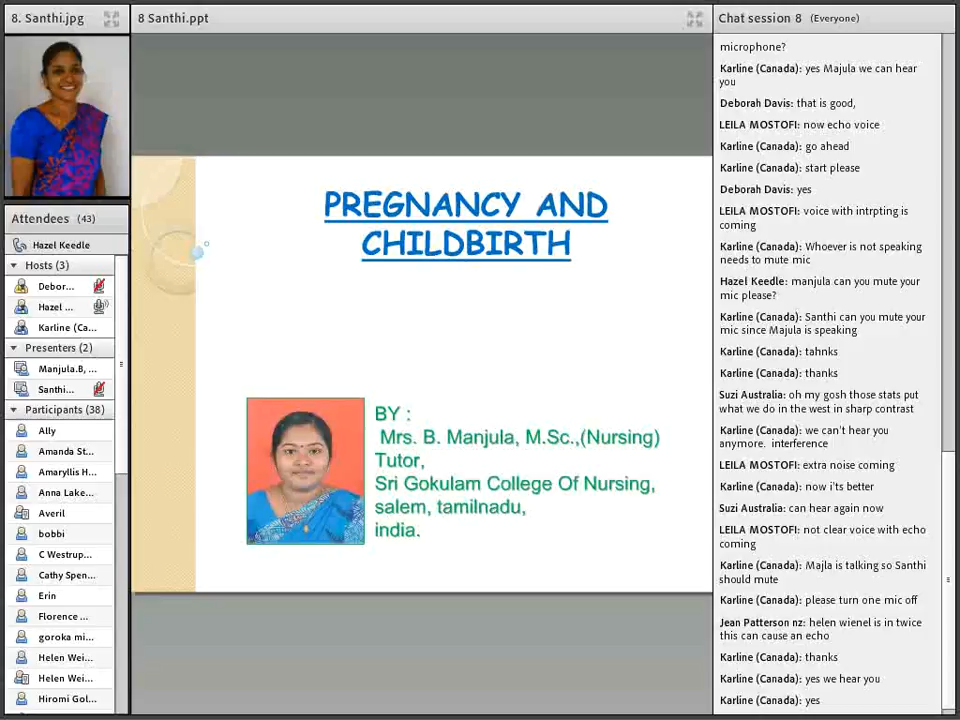 8. Santhi.jpg
8 Santhi.ppt
Chat session 8 (Everyone)
Attendees (43)
Hazel Keedle
Hosts (3)
Debor...
Hazel ...
Karline (Ca...
Presenters (2)
Manjula.B, ...
Santhi...
Participants (38)
Ally
Amanda St...
Amaryllis H...
Anna Lake...
Averil
bobbi
C Westrup...
Cathy Spen...
Erin
Florence ...
goroka mi...
Helen Wei...
Helen Wei...
Hiromi Gol...
PREGNANCY AND
CHILDBIRTH
BY :
Mrs. B. Manjula, M.Sc.,(Nursing)
Tutor,
Sri Gokulam College Of Nursing,
salem, tamilnadu,
india.
microphone?
Karline (Canada): yes Majula we can hear
you
Deborah Davis: that is good,
LEILA MOSTOFI: now echo voice
Karline (Canada): go ahead
Karline (Canada): start please
Deborah Davis: yes
LEILA MOSTOFI: voice with intrpting is
coming
Karline (Canada): Whoever is not speaking
needs to mute mic
Hazel Keedle: manjula can you mute your
mic please?
Karline (Canada): Santhi can you mute your
mic since Majula is speaking
Karline (Canada): tahnks
Karline (Canada): thanks
Suzi Australia: oh my gosh those stats put
what we do in the west in sharp contrast
Karline (Canada): we can't hear you
anymore. interference
LEILA MOSTOFI: extra noise coming
Karline (Canada): now i'ts better
Suzi Australia: can hear again now
LEILA MOSTOFI: not clear voice with echo
coming
Karline (Canada): Majla is talking so Santhi
should mute
Karline (Canada): please turn one mic off
Jean Patterson nz: helen wienel is in twice
this can cause an echo
Karline (Canada): thanks
Karline (Canada): yes we hear you
Karline (Canada): yes